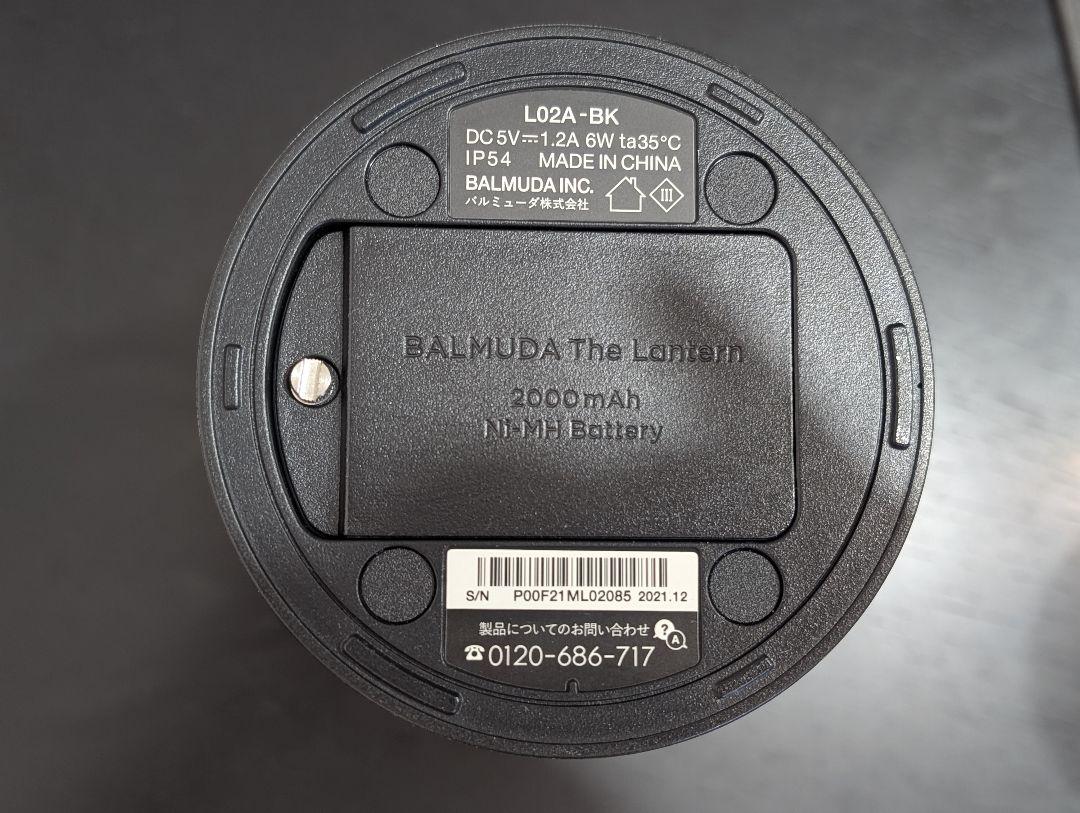 L02A-BK
DC 5V⎓1.2A 6W ta35°C
IP54 MADE IN CHINA
BALMUDA INC.
バルミューダ株式会社
III
BALMUDA The Lantern
2000mAh
Ni-MH Battery
S/N P00F21ML02085 2021.12
製品についてのお問い合わせ ? A
☎0120-686-717